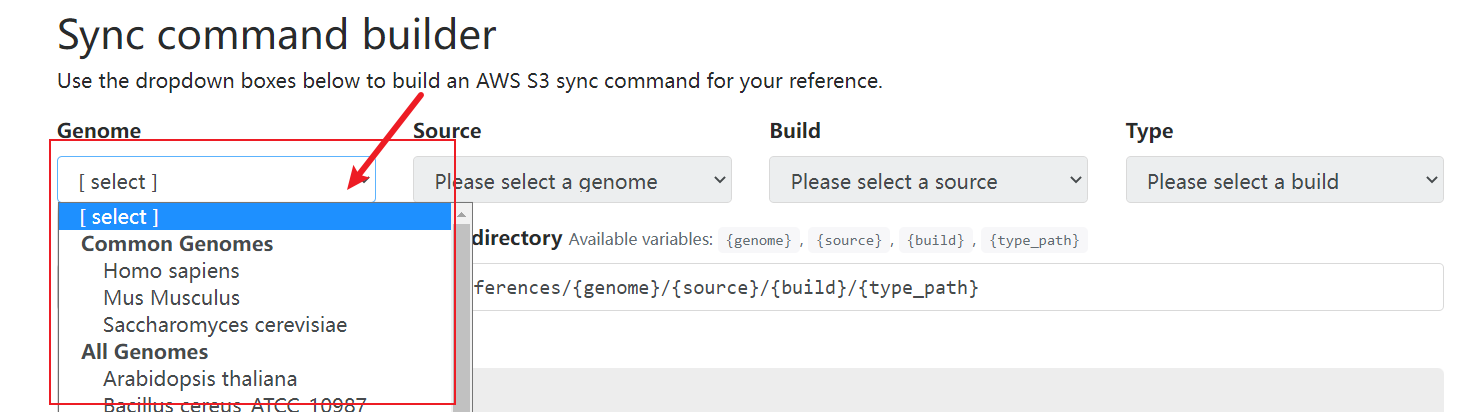 Sync command builder
Use the dropdown boxes below to build an AWS S3 sync command for your reference.
Genome Source Build Type
[ select ] Please select a genome Please select a source Please select a build
[ select ]
Common Genomes
directory Available variables: {genome} , {source} , {build} , {type_path}
Homo sapiens
Mus Musculus
ferences/{genome}/{source}/{build}/{type_path}
Saccharomyces cerevisiae
All Genomes
Arabidopsis thaliana
Bacillus cereus ATCC 10987